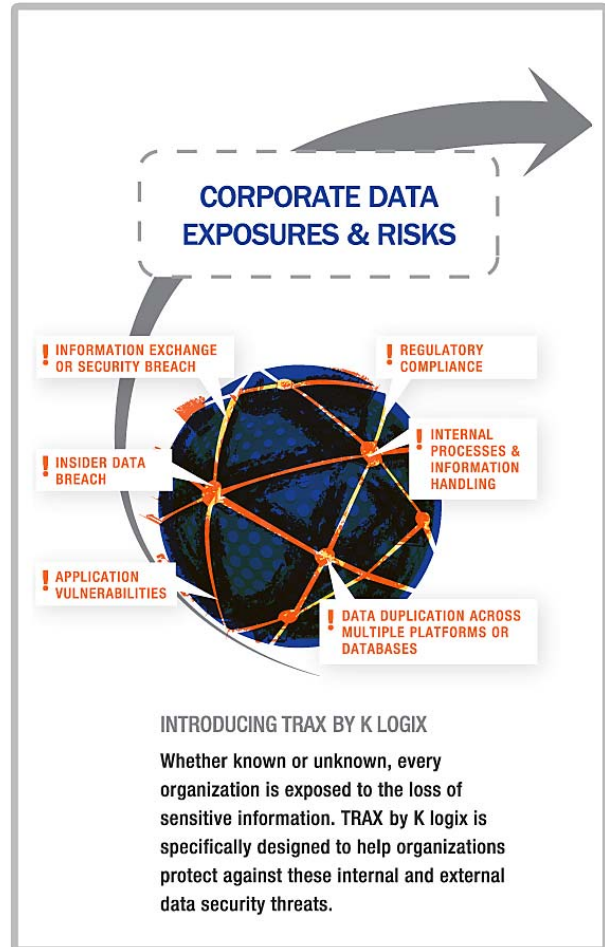 CORPORATE DATA
EXPOSURES & RISKS
! INFORMATION EXCHANGE
OR SECURITY BREACH
! REGULATORY
COMPLIANCE
! INSIDER DATA
BREACH
! INTERNAL
PROCESSES &
INFORMATION
HANDLING
! APPLICATION
VULNERABILITIES
! DATA DUPLICATION ACROSS
MULTIPLE PLATFORMS OR
DATABASES
INTRODUCING TRAX BY K LOGIX
Whether known or unknown, every
organization is exposed to the loss of
sensitive information. TRAX by K logix is
specifically designed to help organizations
protect against these internal and external
data security threats.